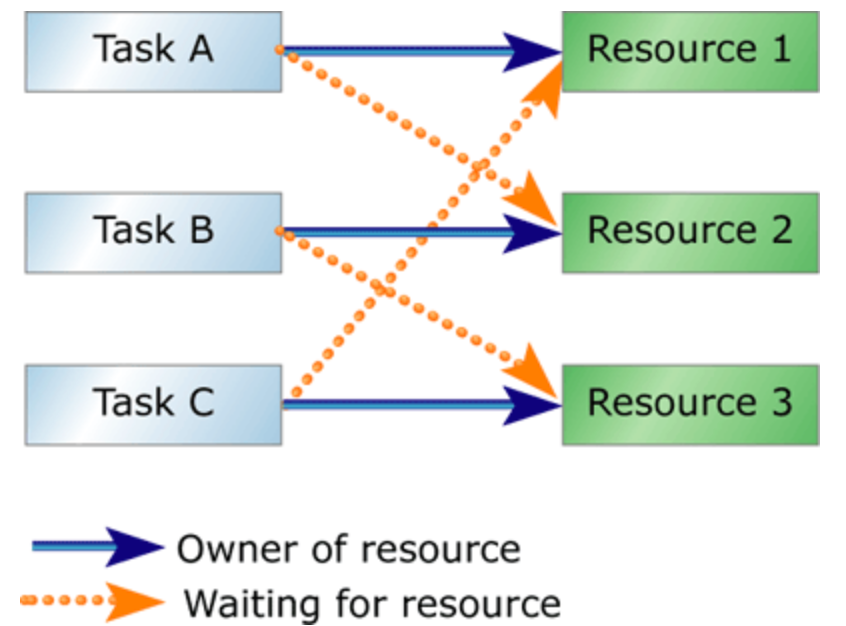 Task A
Resource 1
Task B
Resource 2
Task C
Resource 3
Owner of resource
Waiting for resource